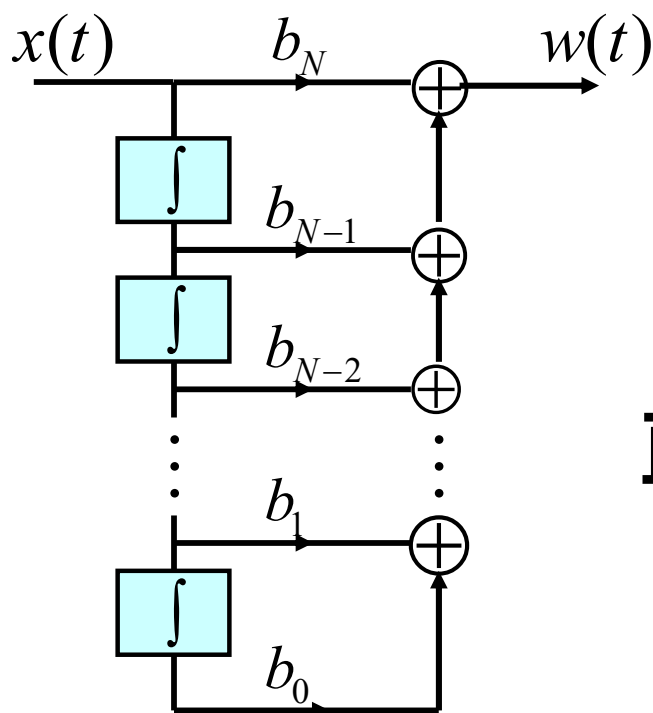 x(t) b_N w(t)
∫
b_{N-1}
∫
b_{N-2}
b_1
∫
b_0